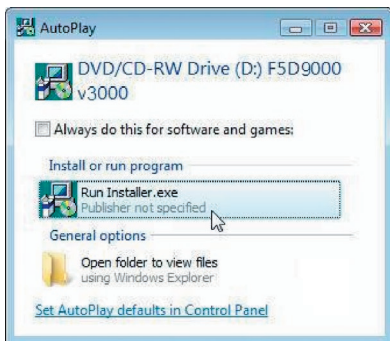 AutoPlay
DVD/CD-RW Drive (D:) F5D9000
v3000
Always do this for software and games:
Install or run program
Run Installer.exe
Publisher not specified
General options
Open folder to view files
using Windows Explorer
Set AutoPlay defaults in Control Panel